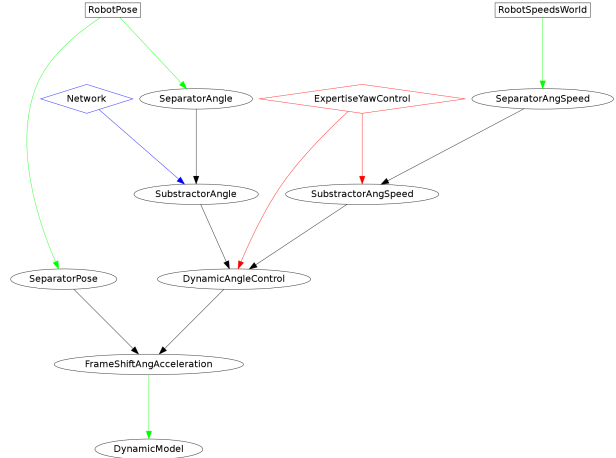 RobotPose
RobotSpeedsWorld
Network
SeparatorAngle
ExpertiseYawControl
SeparatorAngSpeed
SubstractorAngle
SubstractorAngSpeed
SeparatorPose
DynamicAngleControl
FrameShiftAngAcceleration
DynamicModel